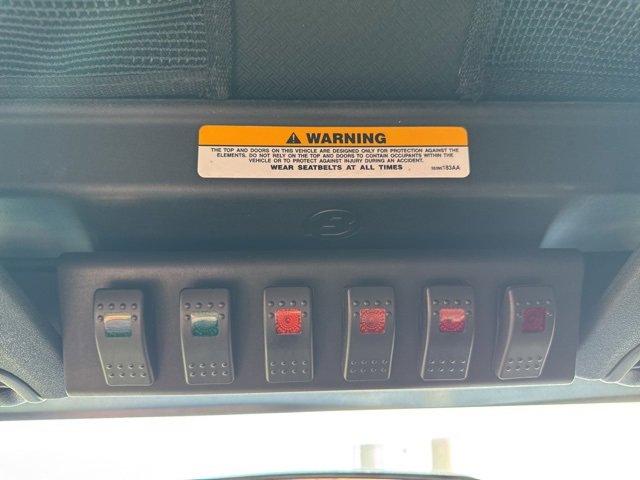 WARNING
THE TOP AND DOORS ON THIS VEHICLE ARE DESIGNED ONLY FOR PROTECTION AGAINST THE
ELEMENTS. DO NOT RELY ON THE TOP AND DOORS TO CONTAIN OCCUPANTS WITHIN THE
VEHICLE OR TO PROTECT AGAINST INJURY DURING AN ACCIDENT.
WEAR SEATBELTS AT ALL TIMES